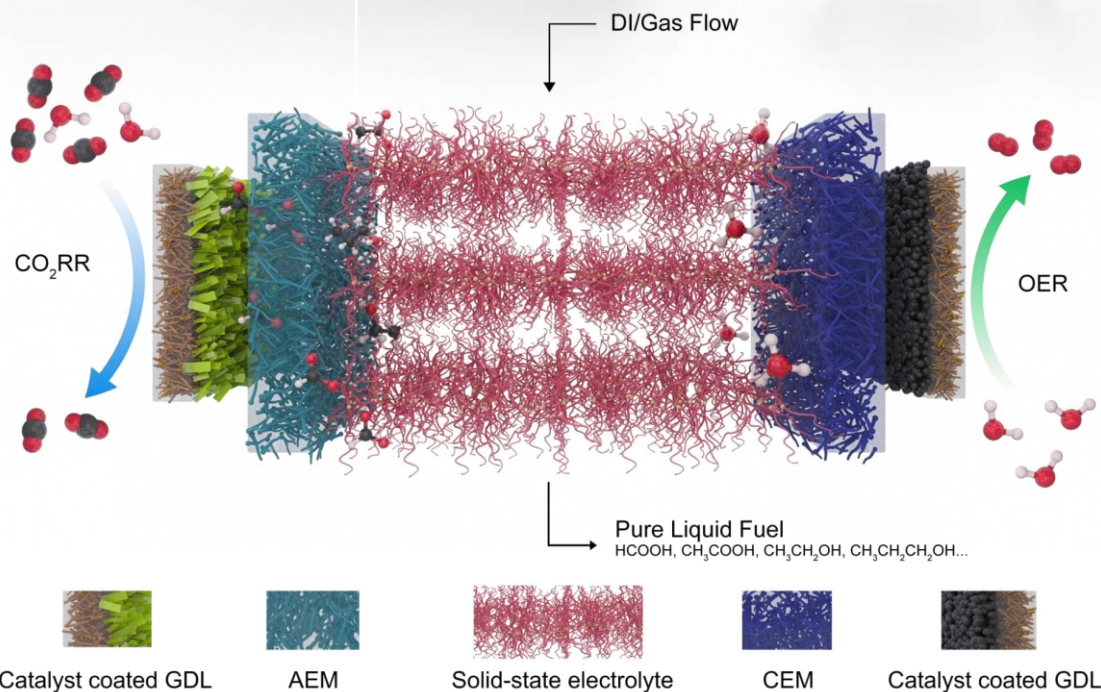 DI/Gas Flow
CO₂RR
OER
Pure Liquid Fuel
HCOOH, CH₃COOH, CH₃CH₂OH, CH₃CH₂CH₂OH...
Catalyst coated GDL
AEM
Solid-state electrolyte
CEM
Catalyst coated GDL